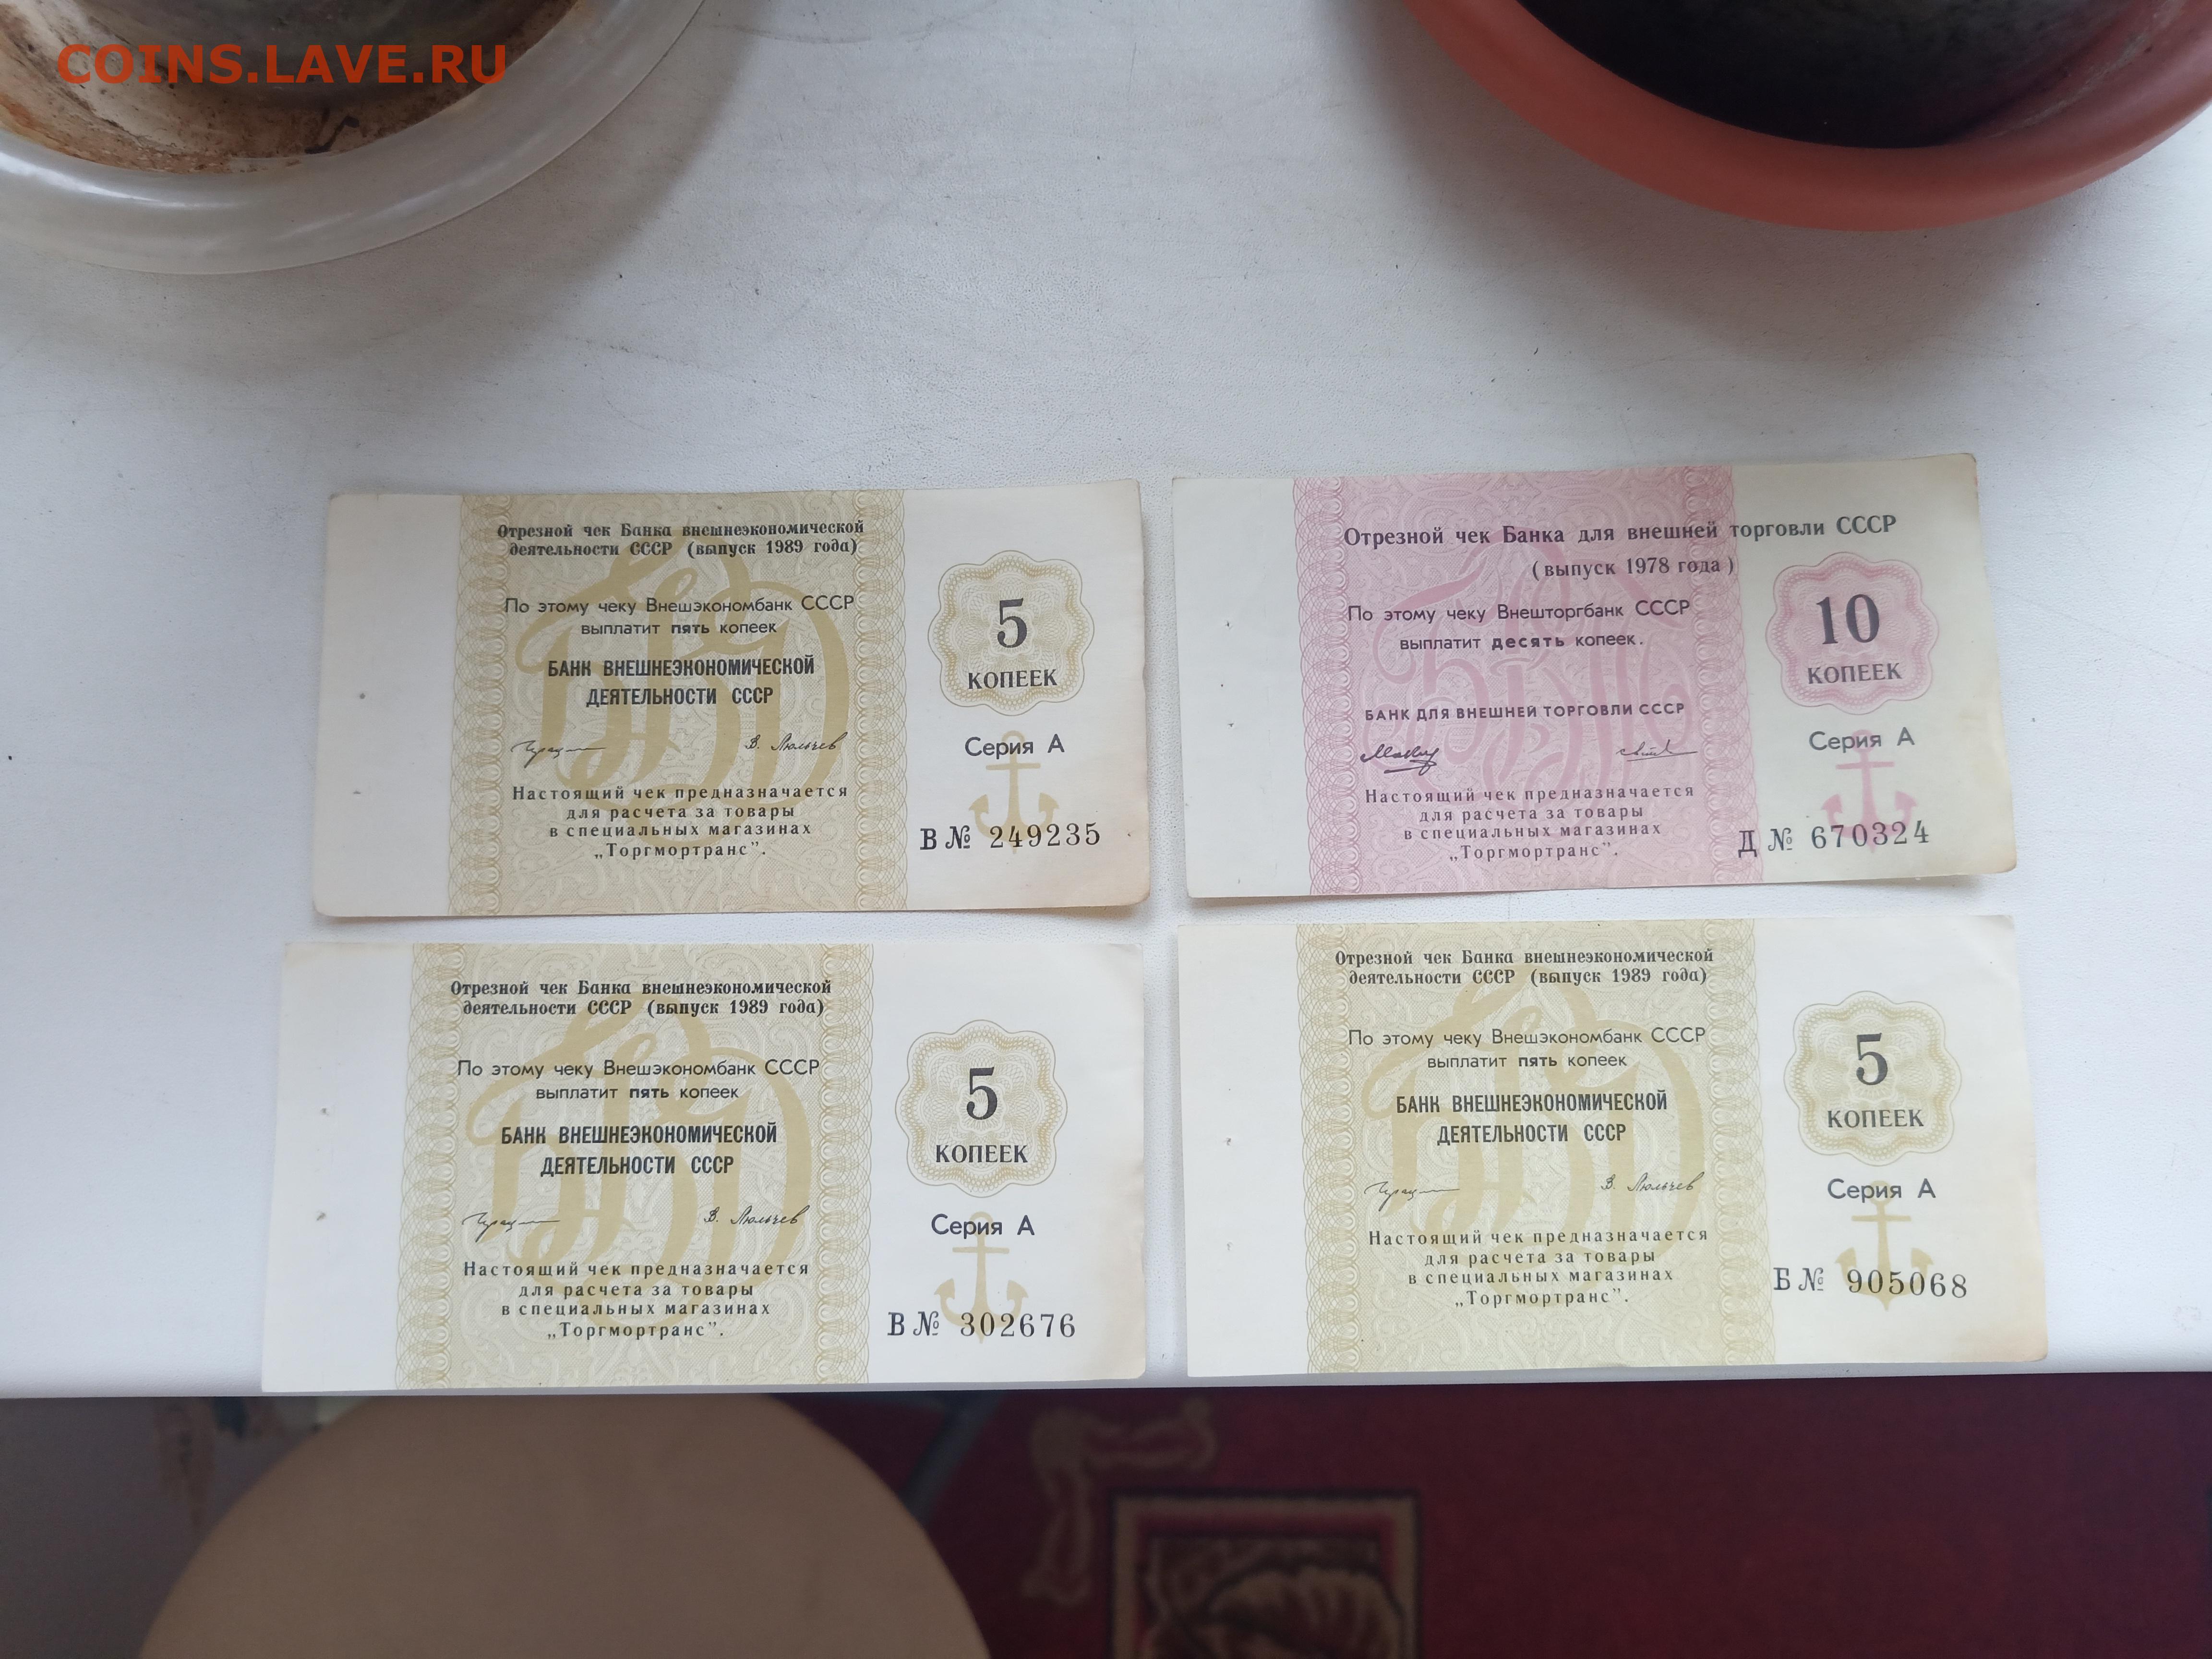 COINS.LAVE.RU
Отрезной чек Банка внешнеэкономической
деятельности СССР (выпуск 1989 года)
По этому чеку Внешэкономбанк СССР
выплатит пять копеек
БАНК ВНЕШНЕЭКОНОМИЧЕСКОЙ
ДЕЯТЕЛЬНОСТИ СССР
В. Люльчев
Настоящий чек предназначается
для расчета за товары
в специальных магазинах
„Торгмортранс”.
5
КОПЕЕК
Серия А
В № 249235
Отрезной чек Банка для внешней торговли СССР
(выпуск 1978 года)
По этому чеку Внешторгбанк СССР
выплатит десять копеек.
БАНК ДЛЯ ВНЕШНЕЙ ТОРГОВЛИ СССР
Настоящий чек предназначается
для расчета за товары
в специальных магазинах
„Торгмортранс”.
10
КОПЕЕК
Серия А
Д № 670324
Отрезной чек Банка внешнеэкономической
деятельности СССР (выпуск 1989 года)
По этому чеку Внешэкономбанк СССР
выплатит пять копеек
БАНК ВНЕШНЕЭКОНОМИЧЕСКОЙ
ДЕЯТЕЛЬНОСТИ СССР
В. Люльчев
Настоящий чек предназначается
для расчета за товары
в специальных магазинах
„Торгмортранс”.
5
КОПЕЕК
Серия А
В № 302676
Отрезной чек Банка внешнеэкономической
деятельности СССР (выпуск 1989 года)
По этому чеку Внешэкономбанк СССР
выплатит пять копеек
БАНК ВНЕШНЕЭКОНОМИЧЕСКОЙ
ДЕЯТЕЛЬНОСТИ СССР
В. Люльчев
Настоящий чек предназначается
для расчета за товары
в специальных магазинах
„Торгмортранс”.
5
КОПЕЕК
Серия А
Б № 905068